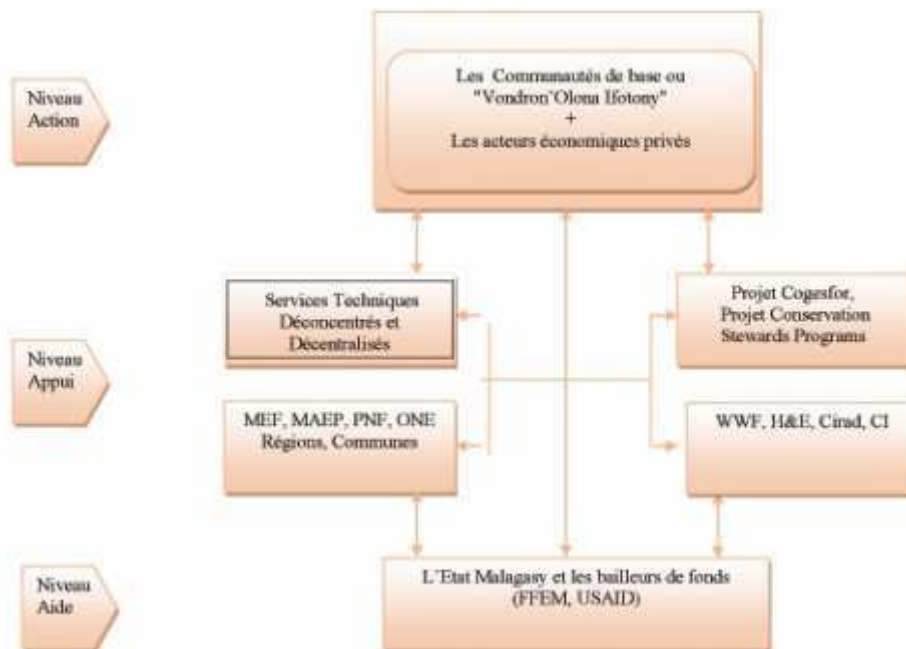 Niveau
Action
Les Communautés de base ou
"Vondron`Olona Ifotony"
+
Les acteurs économiques privés
Niveau
Appui
Services Techniques
Déconcentrés et
Décentralisés
Projet Cogesfor,
Projet Conservation
Stewards Programs
MEF, MAEP, PNF, ONE
Régions, Communes
WWF, H&E, Cirad, CI
Niveau
Aide
L`Etat Malagasy et les bailleurs de fonds
(FFEM, USAID)